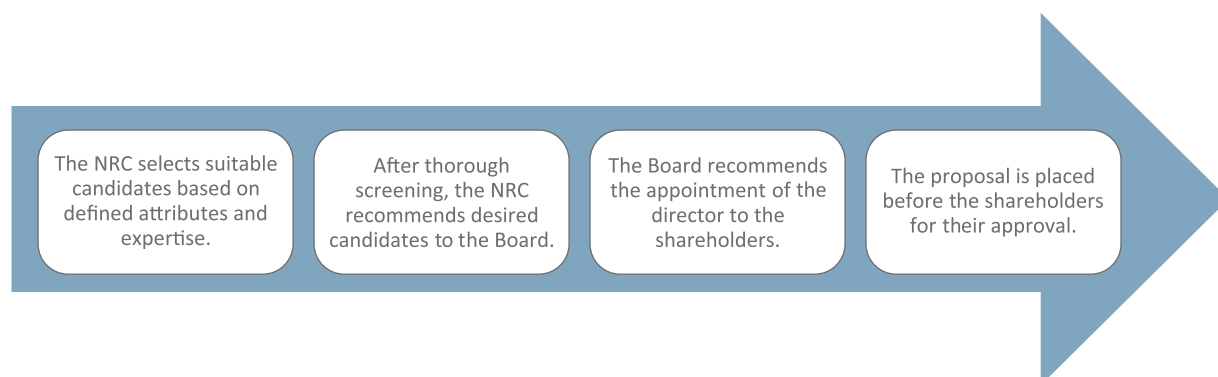 The NRC selects suitable
candidates based on
defined attributes and
expertise.
After thorough
screening, the NRC
recommends desired
candidates to the Board.
The Board recommends
the appointment of the
director to the
shareholders.
The proposal is placed
before the shareholders
for their approval.